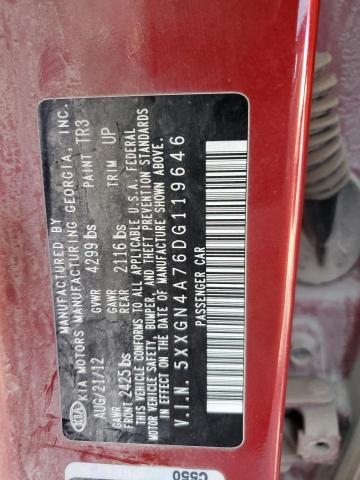 KIA
MANUFACTURED BY
KIA MOTORS MANUFACTURING GEORGIA, INC.
AUG/21/12 GVWR 4299 lbs PAINT TR3
GAWR FRONT 2425 lbs GAWR REAR 2116 lbs TRIM UP
THIS VEHICLE CONFORMS TO ALL APPLICABLE U.S.A. FEDERAL
MOTOR VEHICLE SAFETY, BUMPER, AND THEFT PREVENTION STANDARDS
IN EFFECT ON THE DATE OF MANUFACTURE SHOWN ABOVE.
V.I.N. 5XXGN4A76DG119646
PASSENGER CAR
C550